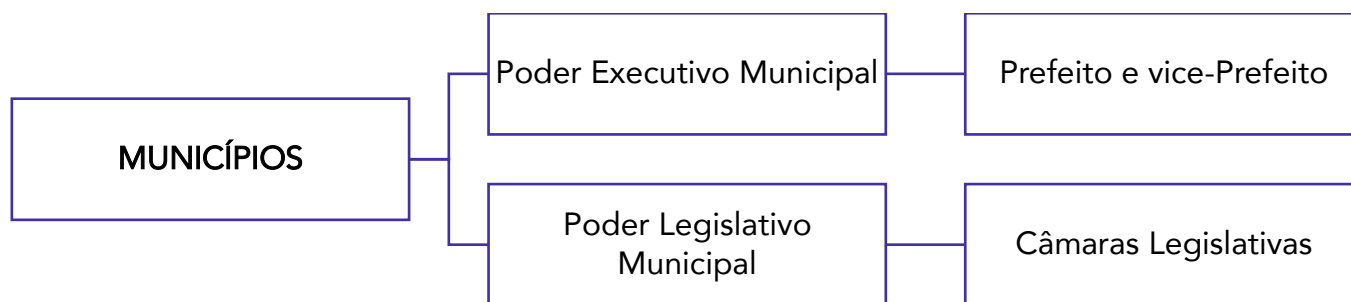 MUNICÍPIOS
Poder Executivo Municipal
Prefeito e vice-Prefeito
Poder Legislativo
Municipal
Câmaras Legislativas